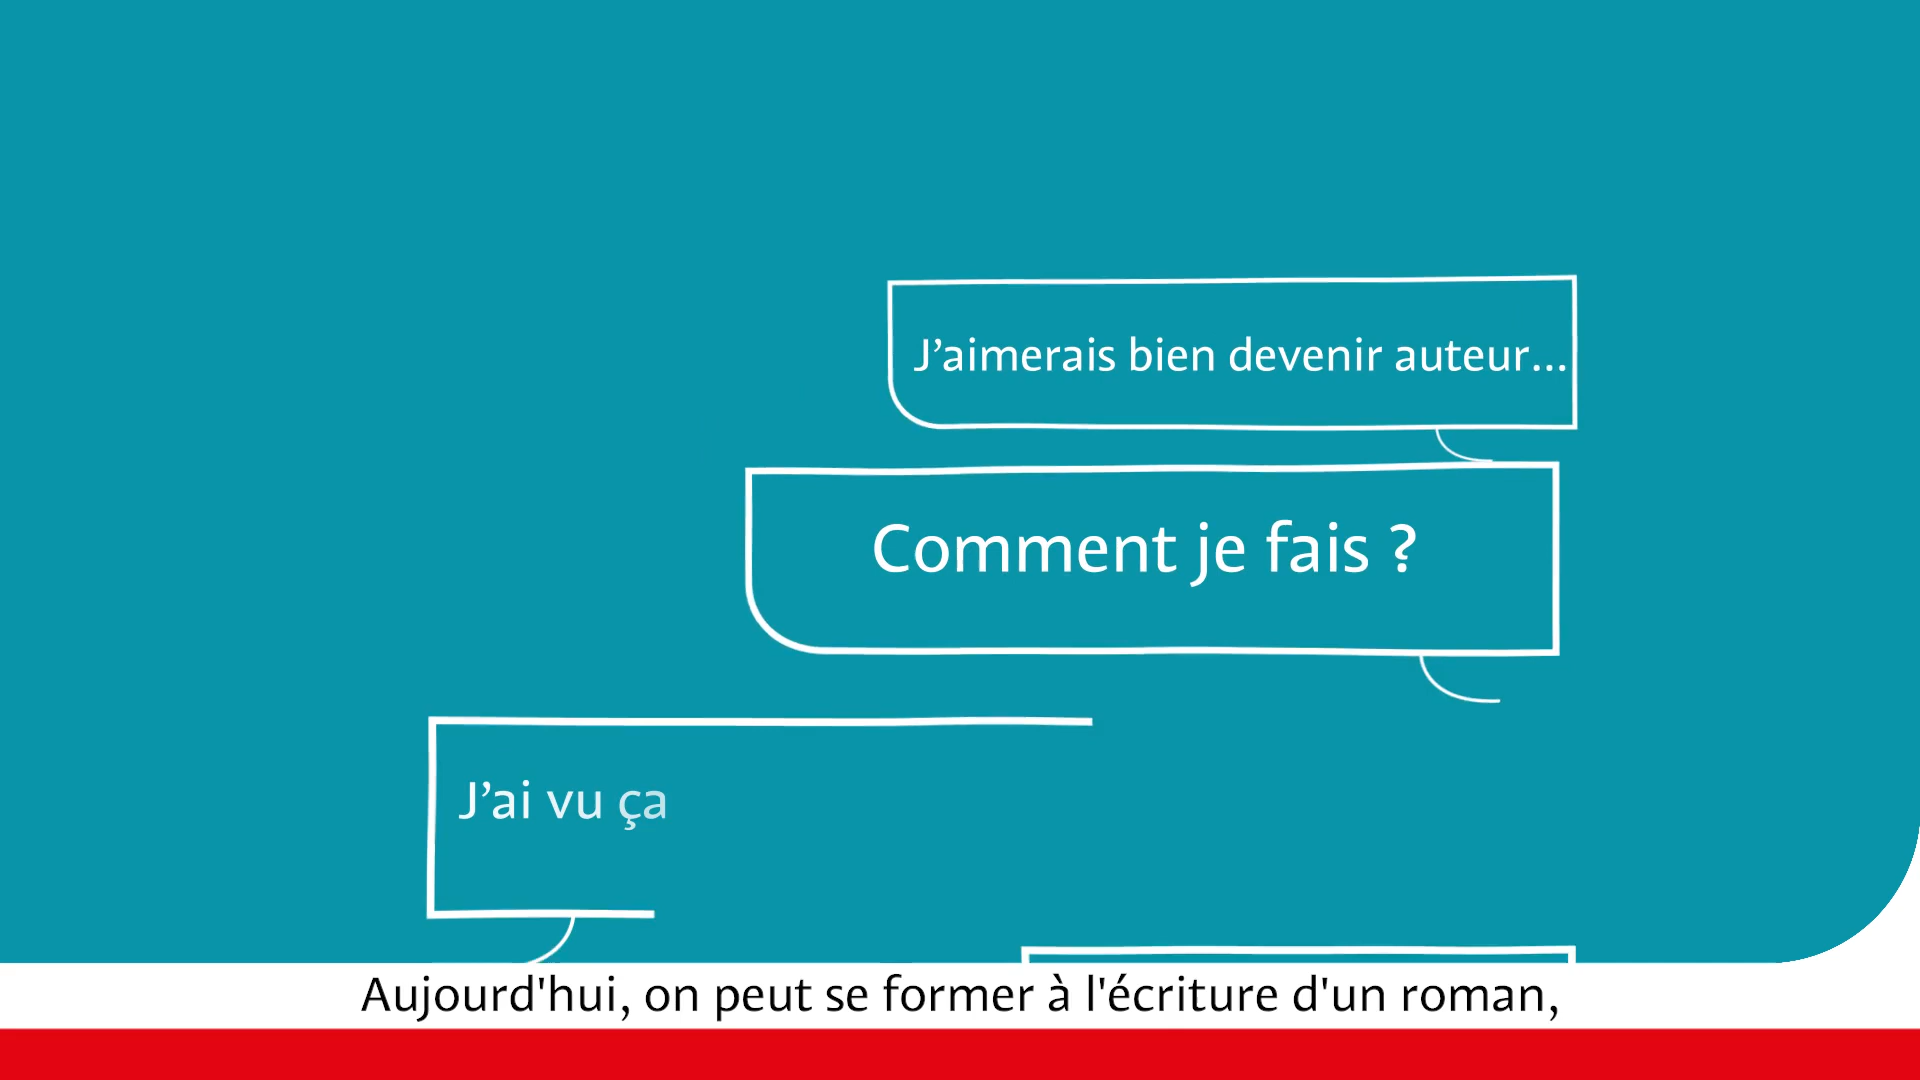 J’aimerais bien devenir auteur...
Comment je fais ?
J’ai vu ça
Aujourd'hui, on peut se former à l'écriture d'un roman,